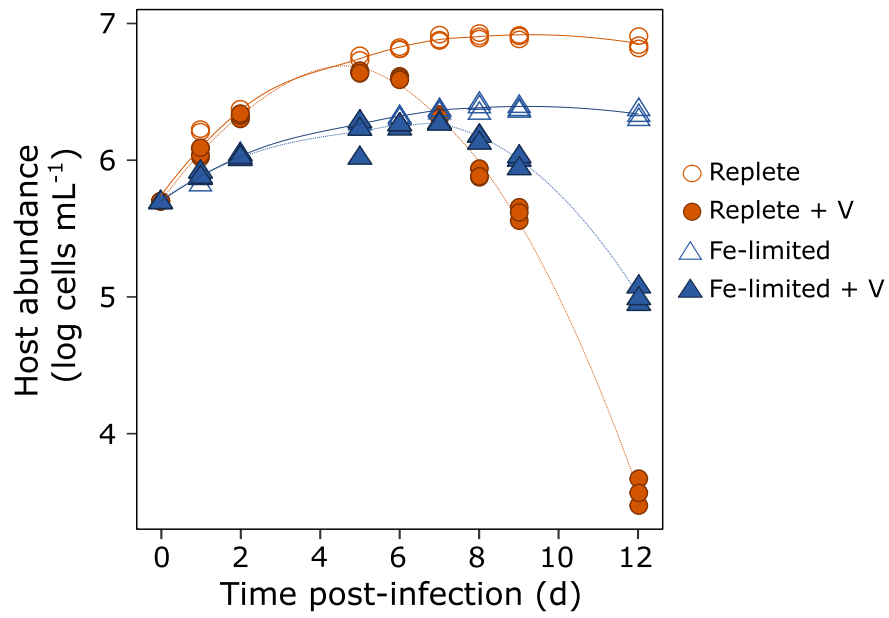 7
6
5
4
Host abundance
(log cells mL⁻¹)
0 2 4 6 8 10 12
Time post-infection (d)
Replete
Replete + V
Fe-limited
Fe-limited + V